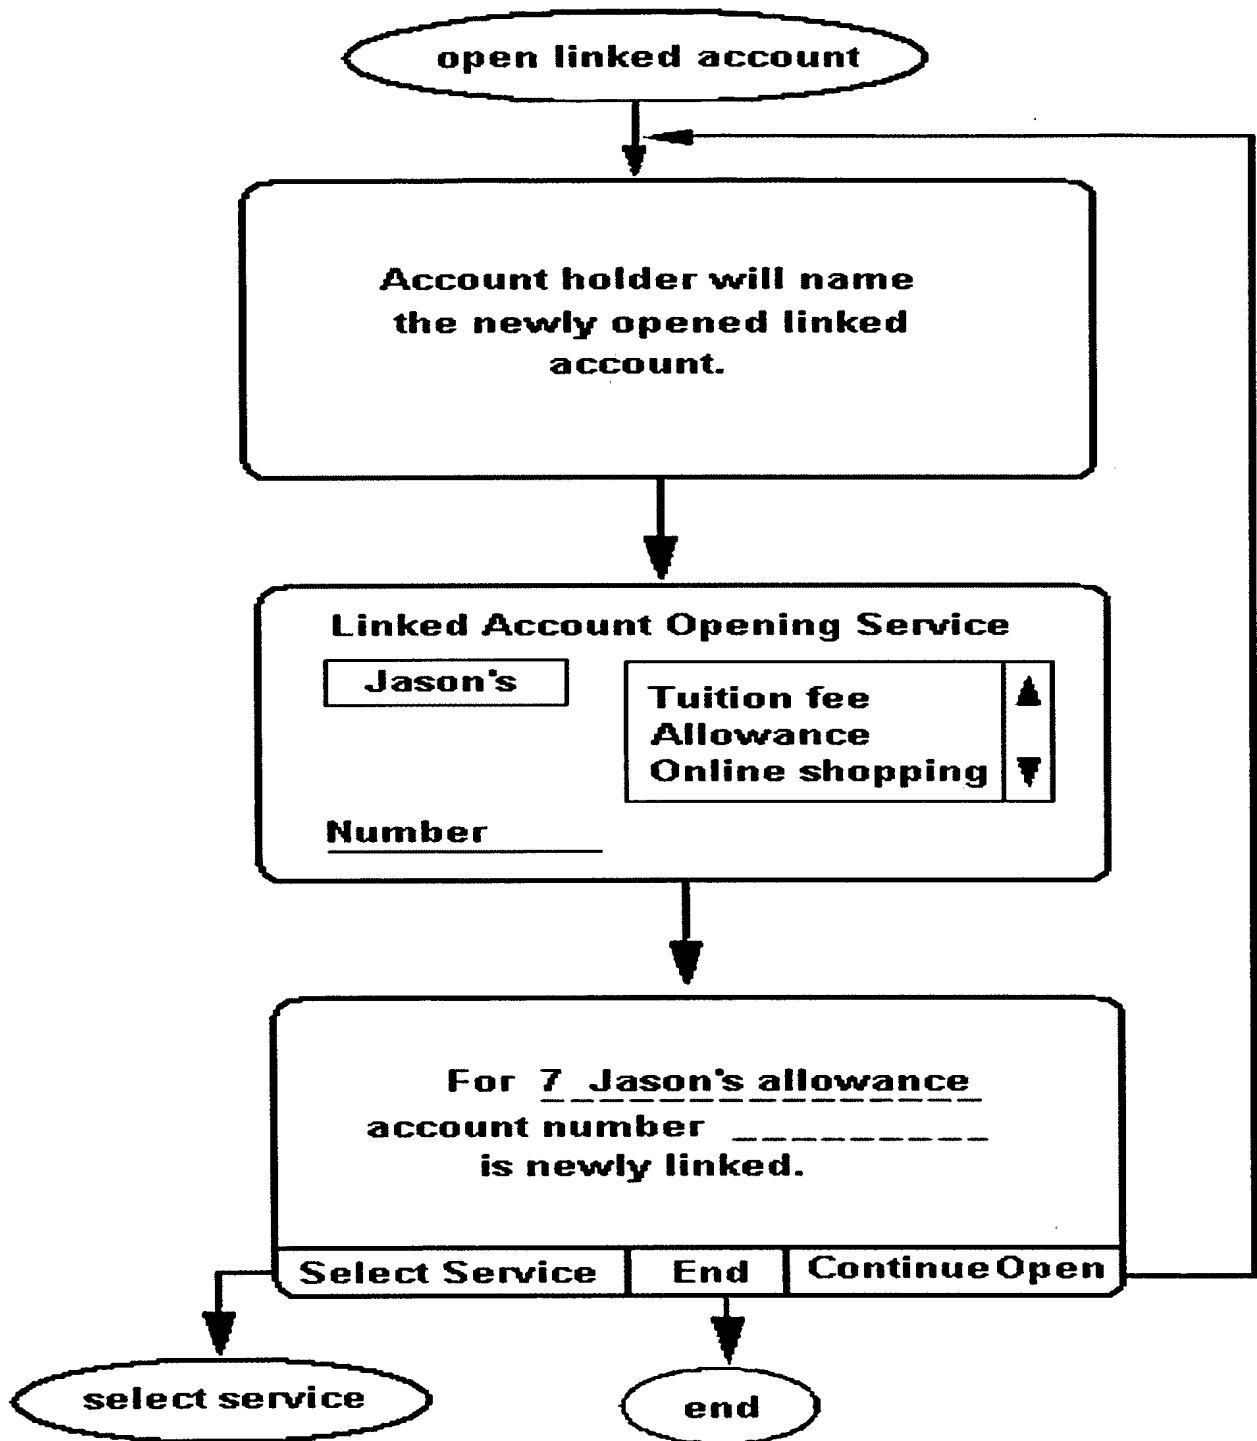 open linked account
Account holder will name
the newly opened linked
account.
Linked Account Opening Service
Jason's
Tuition fee
Allowance
Online shopping
Number
For 7 Jason's allowance
account number
is newly linked.
Select Service End Continue Open
select service
end